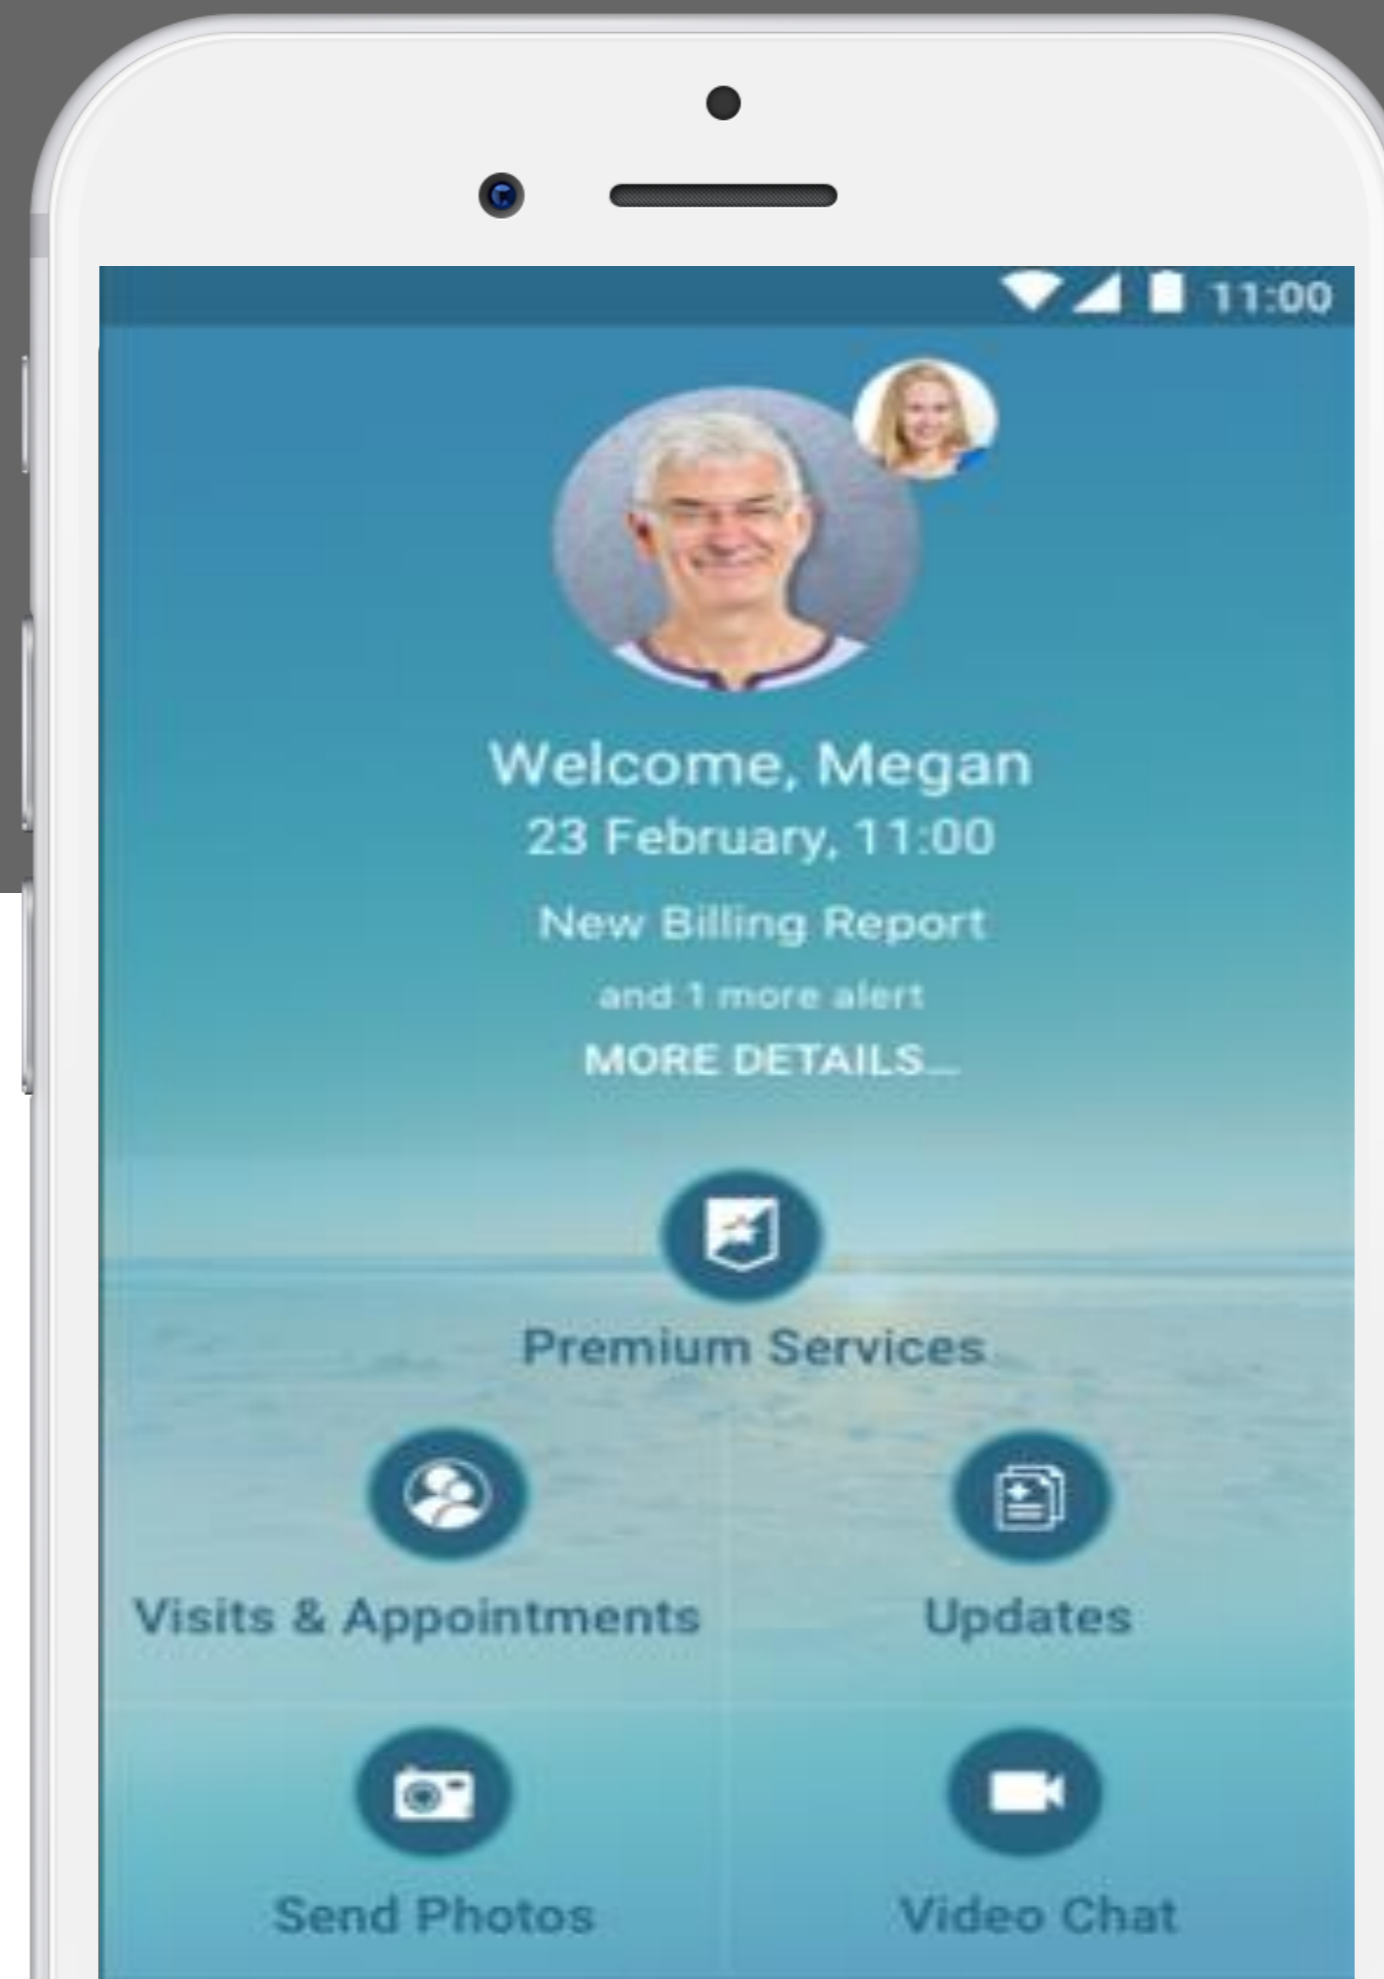 11:00
Welcome, Megan
23 February, 11:00
New Billing Report
and 1 more alert
MORE DETAILS...
Premium Services
Visits & Appointments
Updates
Send Photos
Video Chat